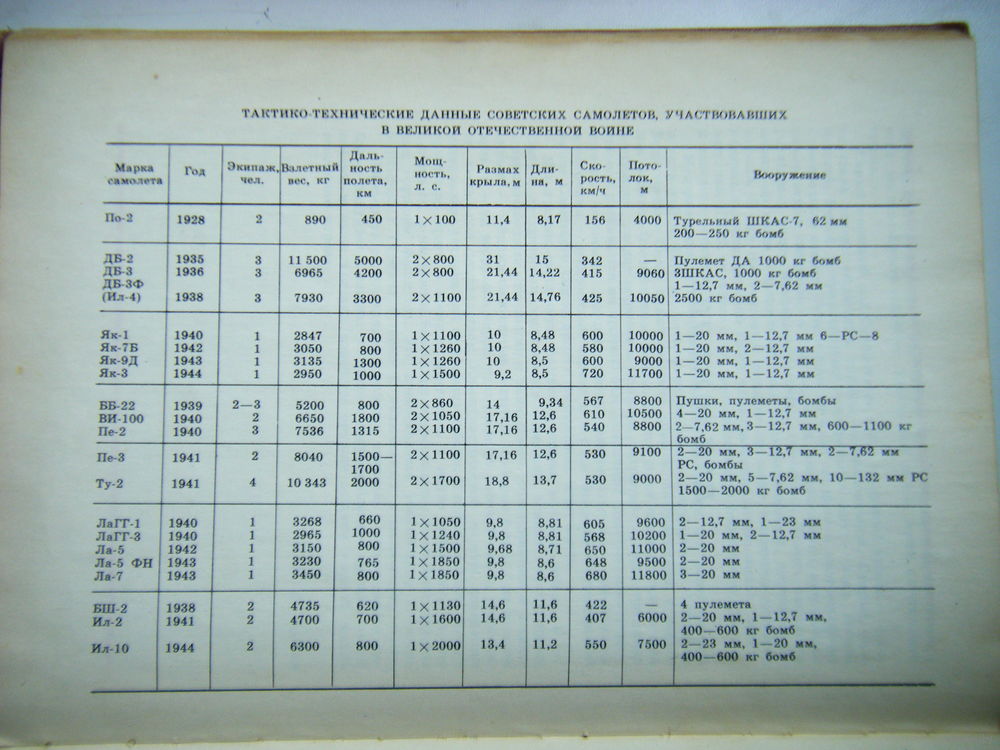 ТАКТИКО-ТЕХНИЧЕСКИЕ ДАННЫЕ СОВЕТСКИХ САМОЛЕТОВ, УЧАСТВОВАВШИХ
В ВЕЛИКОЙ ОТЕЧЕСТВЕННОЙ ВОЙНЕ
Марка самолета Год Экипаж, чел. Взлетный вес, кг Даль-ность полета, км Мощ-ность, л. с. Размах крыла, м Дли-на, м Ско-рость, км/ч Пото-лок, м Вооружение
По-2 1928 2 890 450 1×100 11,4 8,17 156 4000 Турельный ШКАС-7, 62 мм
200—250 кг бомб
ДБ-2 1935 3 11 500 5000 2×800 31 15 342 — Пулемет ДА 1000 кг бомб
ДБ-3 1936 3 6965 4200 2×800 21,44 14,22 415 9060 3ШКАС, 1000 кг бомб
ДБ-3Ф 1—12,7 мм, 2—7,62 мм
(Ил-4) 1938 3 7930 3300 2×1100 21,44 14,76 425 10050 2500 кг бомб
Як-1 1940 1 2847 700 1×1100 10 8,48 600 10000 1—20 мм, 1—12,7 мм 6—РС—8
Як-7Б 1942 1 3050 800 1×1260 10 8,48 580 10000 1—20 мм, 2—12,7 мм
Як-9Д 1943 1 3135 1300 1×1260 10 8,5 600 9000 1—20 мм, 1—12,7 мм
Як-3 1944 1 2950 1000 1×1500 9,2 8,5 720 11700 1—20 мм, 1—12,7 мм
ББ-22 1939 2—3 5200 800 2×860 14 9,34 567 8800 Пушки, пулеметы, бомбы
ВИ-100 1940 2 6650 1800 2×1050 17,16 12,6 610 10500 4—20 мм, 1—12,7 мм
Пе-2 1940 3 7536 1315 2×1100 17,16 12,6 540 8800 2—7,62 мм, 3—12,7 мм, 600—1100 кг
бомб
Пе-3 1941 2 8040 1500— 2×1100 17,16 12,6 530 9100 2—20 мм, 3—12,7 мм, 2—7,62 мм
1700 РС, бомбы
Ту-2 1941 4 10 343 2000 2×1700 18,8 13,7 530 9000 2—20 мм, 5—7,62 мм, 10—132 мм РС
1500—2000 кг бомб
ЛаГГ-1 1940 1 3268 660 1×1050 9,8 8,81 605 9600 2—12,7 мм, 1—23 мм
ЛаГГ-3 1940 1 2965 1000 1×1240 9,8 8,81 568 10200 1—20 мм, 2—12,7 мм
Ла-5 1942 1 3150 800 1×1500 9,68 8,71 650 11000 2—20 мм
Ла-5 ФН 1943 1 3230 765 1×1850 9,8 8,6 648 9500 2—20 мм
Ла-7 1943 1 3450 800 1×1850 9,8 8,6 680 11800 3—20 мм
БШ-2 1938 2 4735 620 1×1130 14,6 11,6 422 — 4 пулемета
Ил-2 1941 2 4700 700 1×1600 14,6 11,6 407 6000 2—20 мм, 1—12,7 мм,
400—600 кг бомб
Ил-10 1944 2 6300 800 1×2000 13,4 11,2 550 7500 2—23 мм, 1—20 мм,
400—600 кг бомб